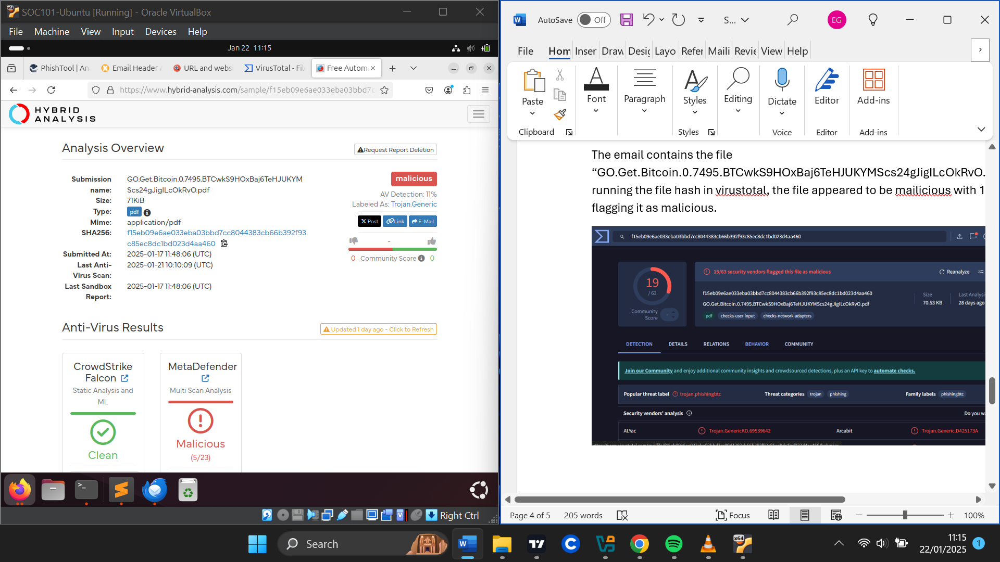 SOC101-Ubuntu [Running] - Oracle VirtualBox
File Machine View Input Devices Help
Jan 22 11:15
PhishTool | An
Email Header A
URL and webs
VirusTotal - File
Free Autom
https://www.hybrid-analysis.com/sample/f15eb09e6ae033eba03bbd7c
HYBRID
ANALYSIS
Analysis Overview
Request Report Deletion
Submission name:
GO.Get.Bitcoin.0.7495.BTCwkS9HOxBaj6TeHJUKYM
Scs24gJigILcOkRvO.pdf
Size: 71KiB
Type: pdf
Mime: application/pdf
SHA256: f15eb09e6ae033eba03bbd7cc8044383cb66b392f93
c85ec8dc1bd023d4aa460
Submitted At: 2025-01-17 11:48:06 (UTC)
Last Anti-Virus Scan: 2025-01-21 10:10:09 (UTC)
Last Sandbox Report: 2025-01-17 11:48:06 (UTC)
malicious
AV Detection: 11%
Labeled As: Trojan.Generic
Post Link E-Mail
-
0 Community Score 0
Anti-Virus Results
Updated 1 day ago - Click to Refresh
CrowdStrike
Falcon
Static Analysis and
ML
Clean
MetaDefender
Multi Scan Analysis
Malicious
(5/23)
Right Ctrl
AutoSave Off
S...
EG
File Hom Inser Draw Desig Layo Refer Maili Revie View Help
Paste
Font
Paragraph
Styles
Editing
Dictate
Editor
Add-ins
Clipboard
Styles
Voice
Editor
Add-ins
The email contains the file
“GO.Get.Bitcoin.0.7495.BTCwkS9HOxBaj6TeHJUKYMScs24gJigILcOkRvO.
running the file hash in virustotal, the file appeared to be mailicious with 1
flagging it as malicious.
f15eb09e6ae033eba03bbd7cc8044383cb66b392f93c85ec8dc1bd023d4aa460
19
/ 63
Community
Score
-
19/63 security vendors flagged this file as malicious
Reanalyze
f15eb09e6ae033eba03bbd7cc8044383cb66b392f93c85ec8dc1bd023d4aa460
GO.Get.Bitcoin.0.7495.BTCwkS9HOxBaj6TeHJUKYMScs24gJigILcOkRvO.pdf
pdf checks-user-input checks-network-adapters
Size
70.53 KB
Last Analysis
28 days ago
DETECTION DETAILS RELATIONS BEHAVIOR COMMUNITY
Join our Community and enjoy additional community insights and crowdsourced detections, plus an API key to automate checks.
Popular threat label trojan.phishingbtc
Threat categories trojan phishing
Family labels phishingbtc
Security vendors' analysis
Do you wa
ALYac Trojan.GenericKD.69539642
Arcabit Trojan.Generic.D425173A
Page 4 of 5 205 words
Focus
100%
Search
x64
11:15
22/01/2025
1